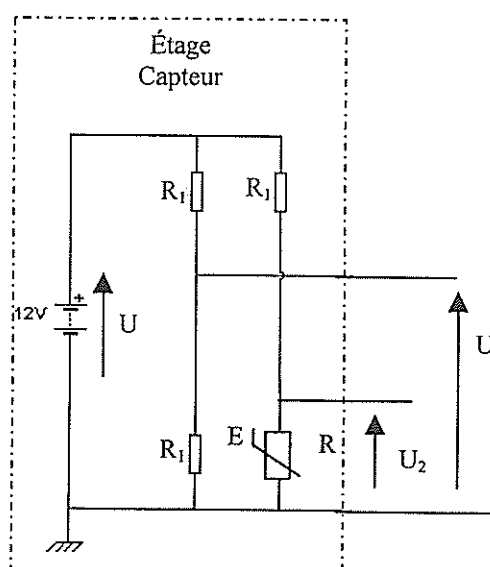 Étage
Capteur
R₁ R₁
12V + U U
R₁ E R U₂